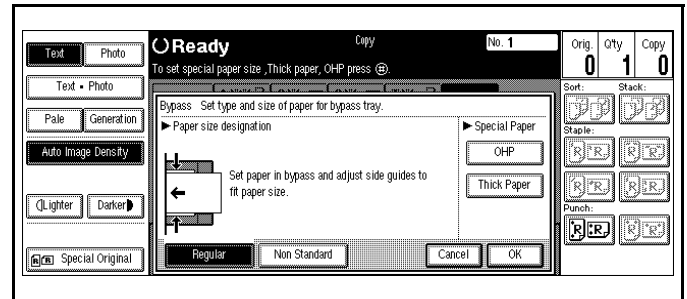 Text Photo
Text • Photo
Pale Generation
Auto Image Density
Lighter Darker
Special Original
Ready
Copy
No. 1
To set special paper size ,Thick paper, OHP press (#).
Bypass Set type and size of paper for bypass tray.
► Paper size designation
Set paper in bypass and adjust side guides to
fit paper size.
► Special Paper
OHP
Thick Paper
Regular Non Standard Cancel OK
Orig. Q'ty Copy
0 1 0
Sort: Stack:
Staple:
R R R R
R R R R
Punch:
R R R R